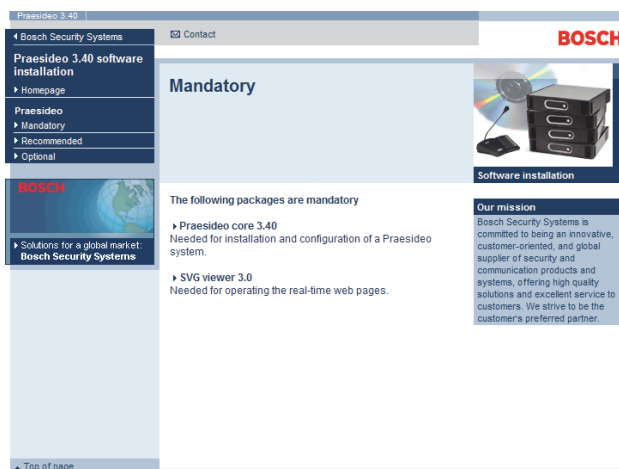 Praesideo 3.40
Bosch Security Systems
Contact
BOSCH
Praesideo 3.40 software
installation
Homepage
Praesideo
Mandatory
Recommended
Optional
BOSCH
Solutions for a global market:
Bosch Security Systems
Mandatory
The following packages are mandatory
Praesideo core 3.40
Needed for installation and configuration of a Praesideo
system.
SVG viewer 3.0
Needed for operating the real-time web pages.
Software installation
Our mission
Bosch Security Systems is
committed to being an innovative,
customer-oriented, and global
supplier of security and
communication products and
systems, offering high quality
solutions and excellent service to
customers. We strive to be the
customer's preferred partner.
Top of page